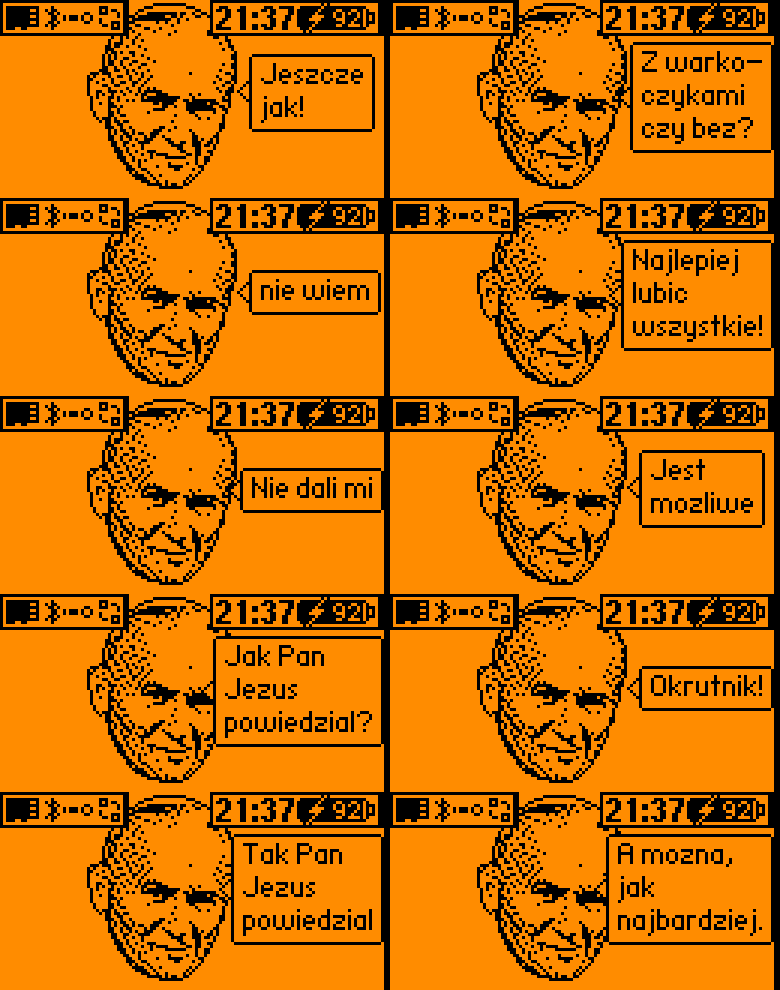 21:37 92
Jeszcze
jak!
21:37 92
Z warko-
czykami
czy bez?
21:37 92
nie wiem
21:37 92
Najlepiej
lubic
wszystkie!
21:37 92
Nie dali mi
21:37 92
Jest
mozliwe
21:37 92
Jak Pan
Jezus
powiedzial?
21:37 92
Okrutnik!
21:37 92
Tak Pan
Jezus
powiedzial
21:37 92
A mozna,
jak
najbardziej.